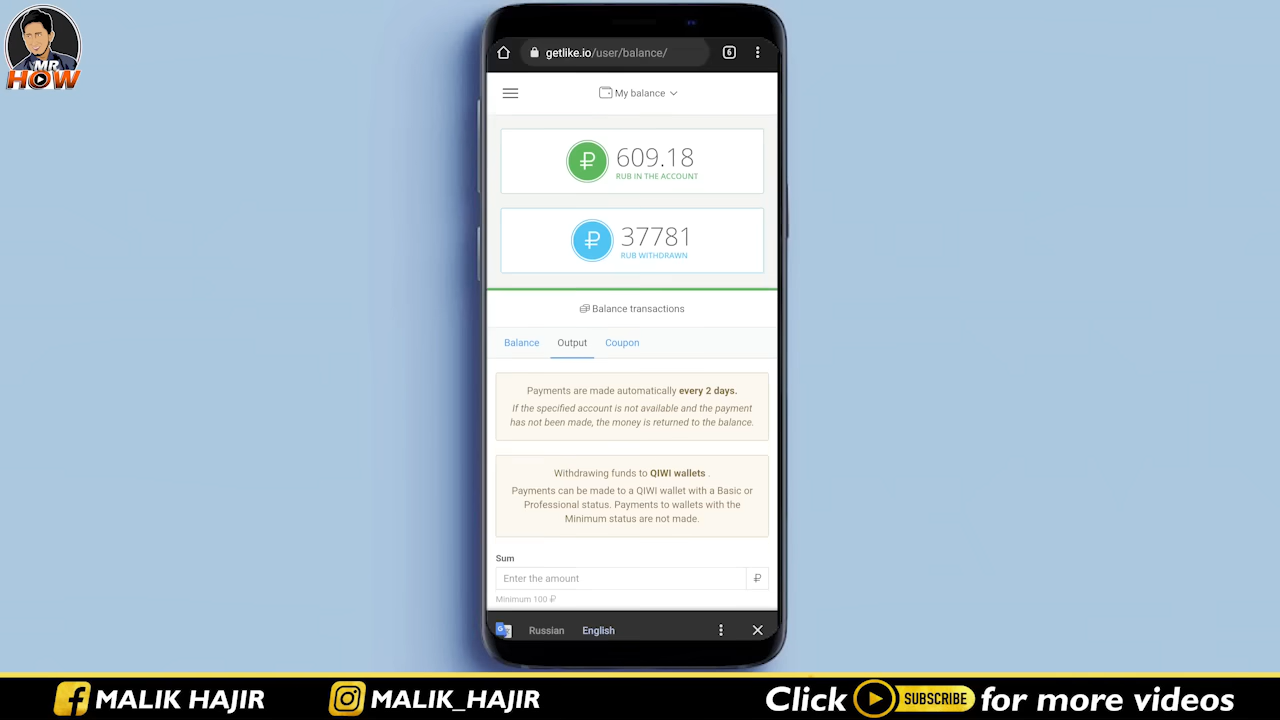 MR
HOW
getlike.io/user/balance/
6
My balance
609.18
RUB IN THE ACCOUNT
37781
RUB WITHDRAWN
Balance transactions
Balance Output Coupon
Payments are made automatically every 2 days.
If the specified account is not available and the payment
has not been made, the money is returned to the balance.
Withdrawing funds to QIWI wallets .
Payments can be made to a QIWI wallet with a Basic or
Professional status. Payments to wallets with the
Minimum status are not made.
Sum
Enter the amount ₽
Minimum 100 ₽
Russian English
MALIK HAJIR MALIK_HAJIR Click SUBSCRIBE for more videos